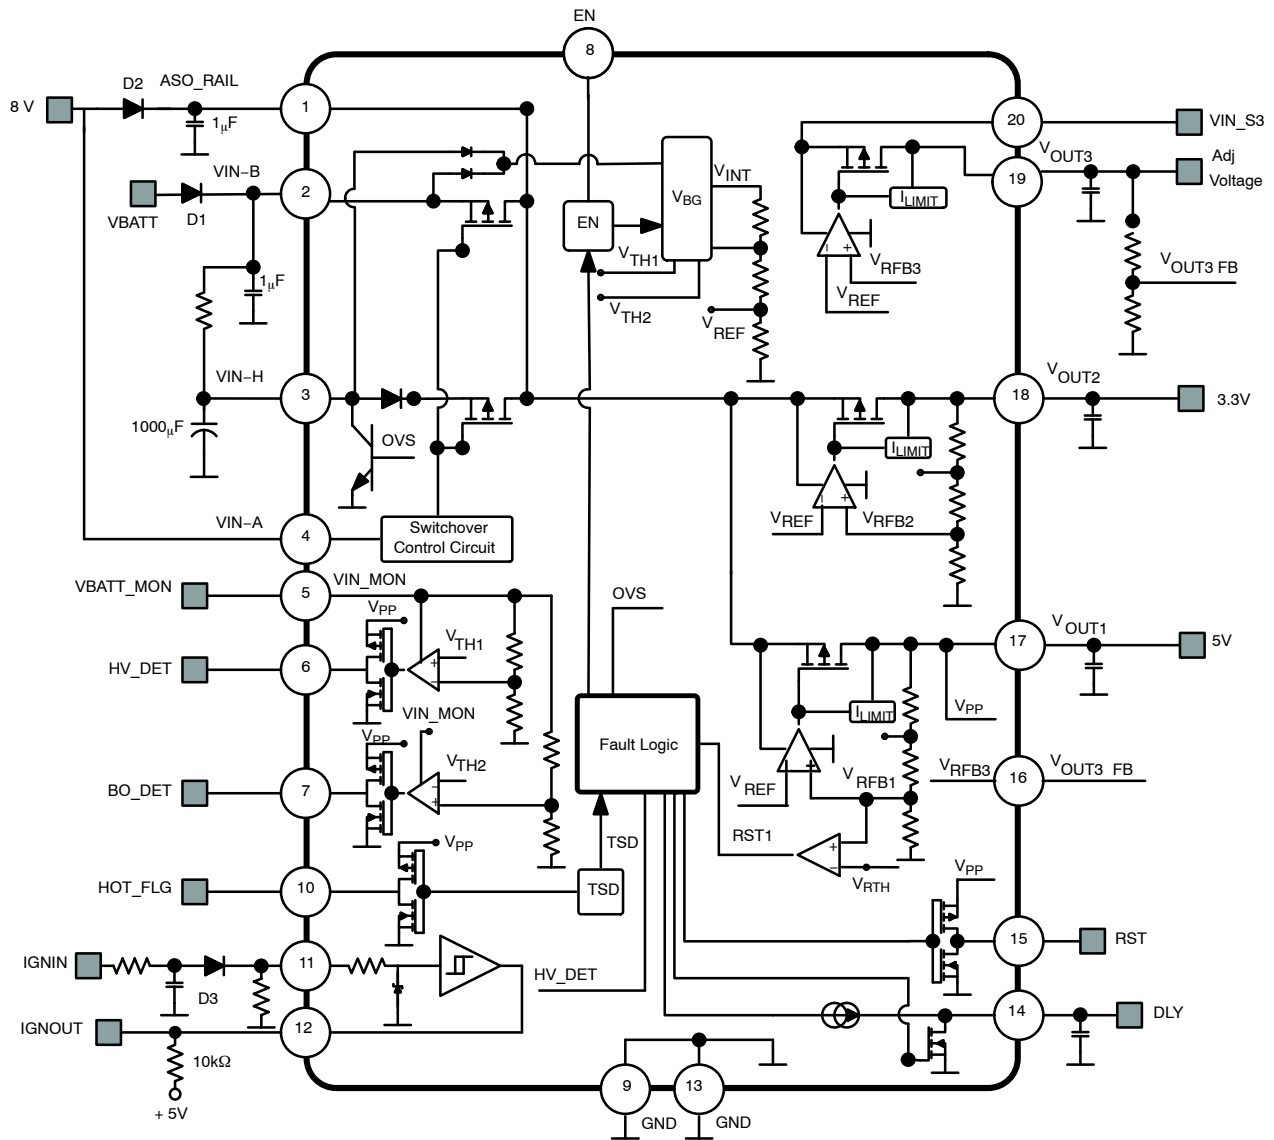 EN
8
D2
ASO_RAIL
8 V
1
1μF
20
VIN_S3
VOUT3
Adj
Voltage
19
VIN−B
VBATT
D1
2
VINT
VBG
ILIMIT
EN
VTH1
VRFB3
VREF
VOUT3 FB
1μF
VTH2
VREF
VIN−H
3
18
VOUT2
3.3V
1000μF
OVS
ILIMIT
VIN−A
4
Switchover
Control Circuit
VREF
VRFB2
VBATT_MON
5
VIN_MON
OVS
VPP
VTH1
HV_DET
6
17
VOUT1
5V
VIN_MON
ILIMIT
VPP
VPP
Fault Logic
VTH2
BO_DET
7
VREF
VRFB1
VRFB3
16
VOUT3_FB
VPP
TSD
RST1
HOT_FLG
10
TSD
VRTH
VPP
15
RST
IGNIN
D3
11
HV_DET
IGNOUT
12
14
DLY
10kΩ
+ 5V
9
13
GND
GND